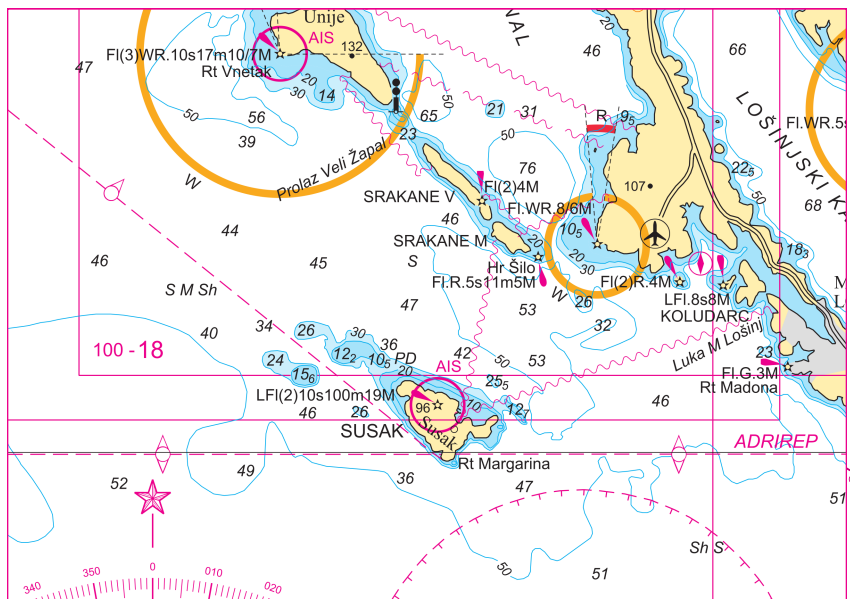 Unije
NAL
46
66
Fl(3)WR.10s17m10/7M
AIS
132
Rt Vnetak
47
20
20
30
14
50
56
39
65
50
21
31
R
9₅
LOŠINJSKI KA
Fl.WR.5s
50
23
Prolaz Veli Žapal
W
76
107
22₅
50
68
SRAKANE V
Fl(2)4M
Fl.WR.8/6M
46
44
SRAKANE M
20
10₅
20
30
18₃
46
45
S
Hr Šilo
Fl.R.5s11m5M
W
26
Fl(2)R.4M
LFl.8s8M
KOLUDARC
M
L
S M Sh
47
53
32
40
34
26
30
36
42
50
53
Luka M Lošinj
100 -18
24
12₂
10₅
PD
20
15₆
AIS
25₅
23
Fl.G.3M
Rt Madona
LFl(2)10s100m19M
96
10
12₇
46
46
26
SUSAK
Susak
ADRIREP
Rt Margarina
52
49
36
47
51
50
51
Sh S
340
350
0
010
020